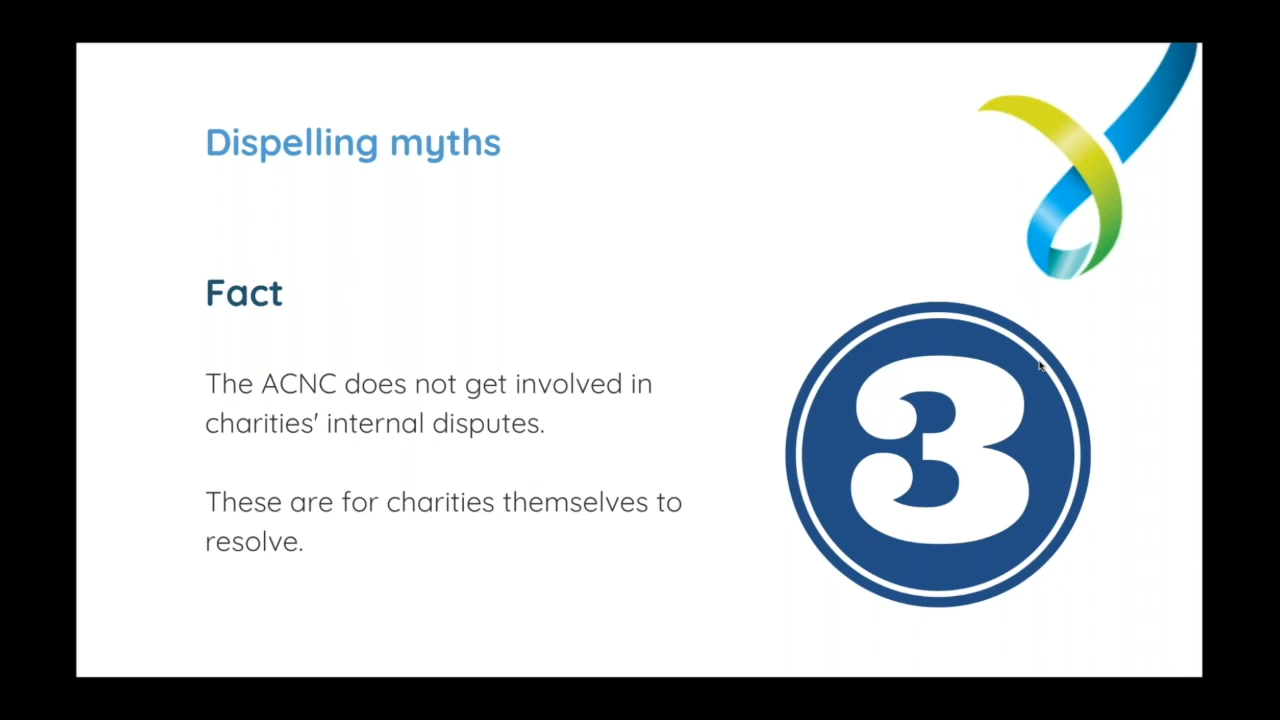 Dispelling myths
Fact
The ACNC does not get involved in
charities' internal disputes.
These are for charities themselves to
resolve.
3